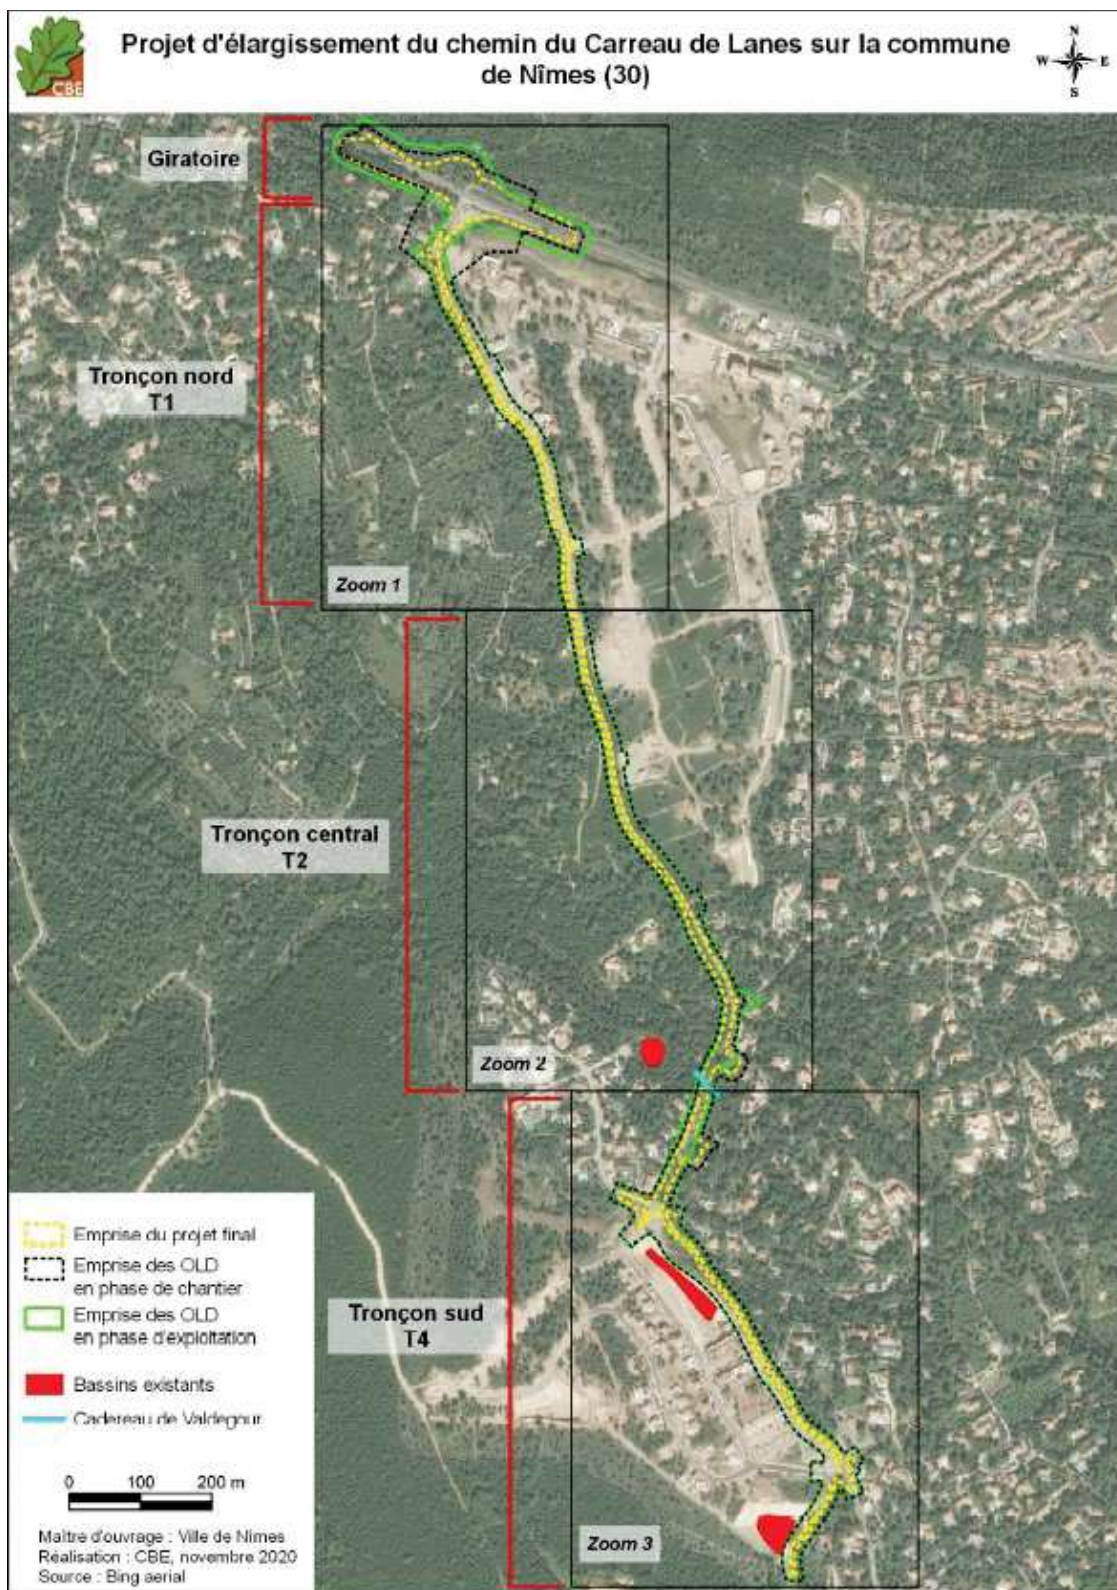 CBE
Projet d'élargissement du chemin du Carreau de Lanes sur la commune
de Nîmes (30)
N
W
E
S
Giratoire
Tronçon nord
T1
Zoom 1
Tronçon central
T2
Zoom 2
Tronçon sud
T4
Zoom 3
Emprise du projet final
Emprise des OLD
en phase de chantier
Emprise des OLD
en phase d'exploitation
Bassins existants
Cadereau de Valdegour
0 100 200 m
Maître d'ouvrage : Ville de Nîmes
Réalisation : CBE, novembre 2020
Source : Bing aerial